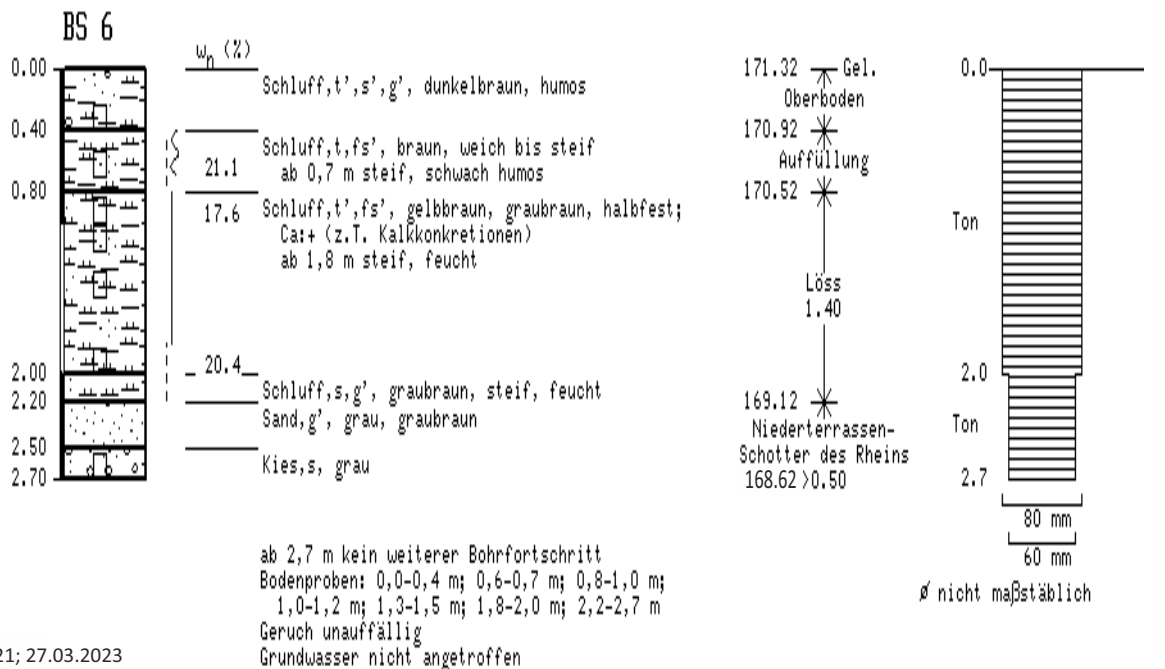 BS 6
w_n (%)
0.00
Schluff,t',s',g', dunkelbraun, humos
0.40
Schluff,t,fs', braun, weich bis steif
21.1
ab 0,7 m steif, schwach humos
0.80
17.6
Schluff,t',fs', gelbbraun, graubraun, halbfest;
Ca:+ (z.T. Kalkkonkretionen)
ab 1,8 m steif, feucht
20.4
2.00
Schluff,s,g', graubraun, steif, feucht
2.20
Sand,g', grau, graubraun
2.50
Kies,s, grau
2.70
171.32 Gel.
Oberboden
170.92
Auffüllung
170.52
Löss
1.40
169.12
Niederterrassen-
Schotter des Rheins
168.62 >0.50
0.0
Ton
2.0
Ton
2.7
80 mm
60 mm
ø nicht maßstäblich
ab 2,7 m kein weiterer Bohrfortschritt
Bodenproben: 0,0-0,4 m; 0,6-0,7 m; 0,8-1,0 m;
1,0-1,2 m; 1,3-1,5 m; 1,8-2,0 m; 2,2-2,7 m
Geruch unauffällig
Grundwasser nicht angetroffen
21; 27.03.2023